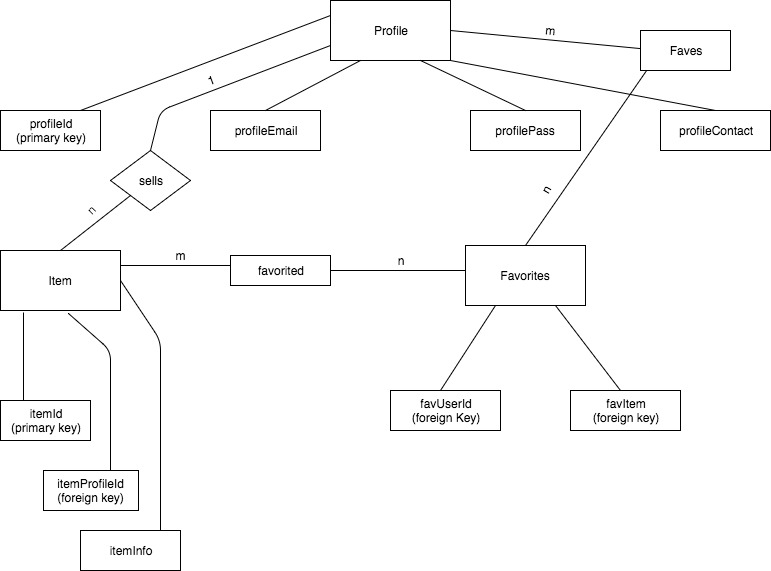 Profile
m
Faves
1
profileId
(primary key)
profileEmail
profilePass
profileContact
sells
n
n
Item
m
favorited
n
Favorites
itemId
(primary key)
favUserId
(foreign Key)
favItem
(foreign key)
itemProfileId
(foreign key)
itemInfo